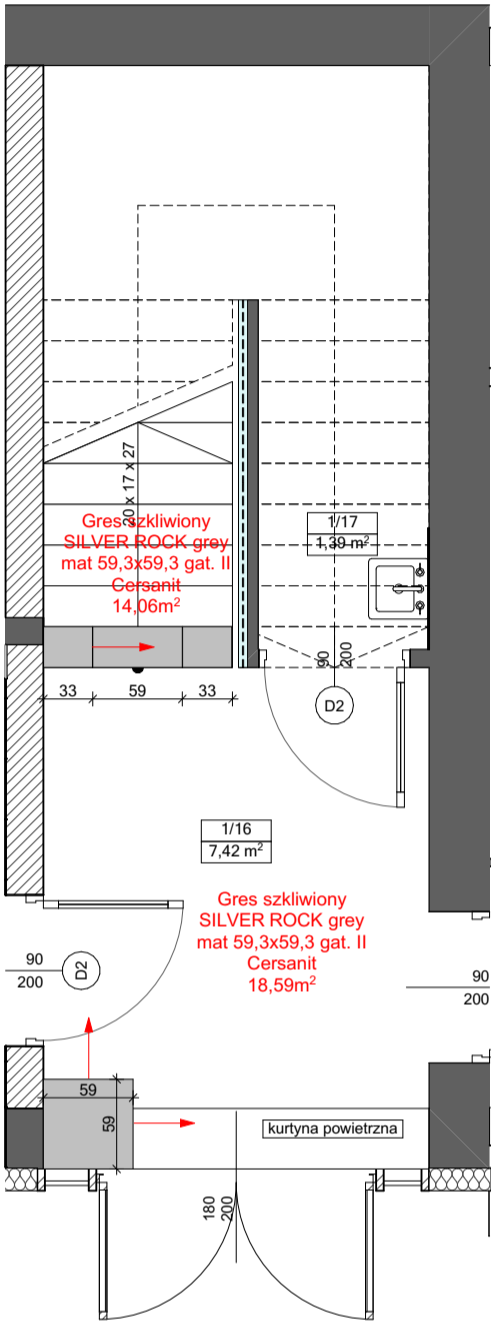 20 x 17 x 27
Gres szkliwiony
SILVER ROCK grey
mat 59,3x59,3 gat. II
Cersanit
14,06m²
1/17
1,39 m²
90
200
D2
33
59
33
1/16
7,42 m²
Gres szkliwiony
SILVER ROCK grey
mat 59,3x59,3 gat. II
Cersanit
18,59m²
90
200
D2
90
200
59
59
kurtyna powietrzna
180
200